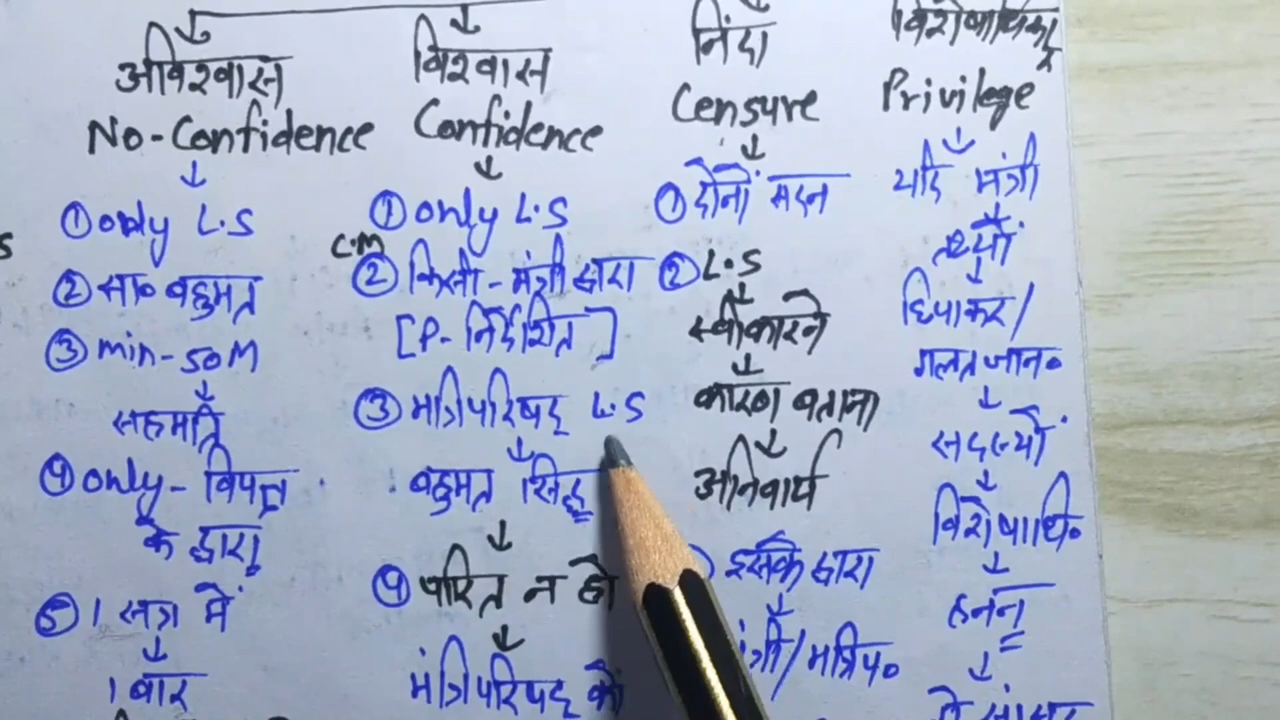 अविश्वास
No-Confidence
① only L.S
② सा० बहुमत
③ min-50M
सहमति
④ only - विपक्ष
के द्वारा
⑤ 1 सत्र में
1 बार
विश्वास
Confidence
① only L.S
C.M
② किसी - मंत्री द्वारा
[P- निर्देशित]
③ मंत्रिपरिषद् L.S
बहुमत सिद्ध
④ पारित न हो
मंत्रिपरिषद् को
निंदा
Censure
① दोनों सदन
② L.S
स्वीकारने
कारण बताना
अनिवार्य
इसके द्वारा
मंत्री/मंत्रिप०
विशेषाधिकार
Privilege
यदि मंत्री
तथ्यों
छिपाकर/
गलत जान०
सदस्यों
विशेषाधि०
हनन